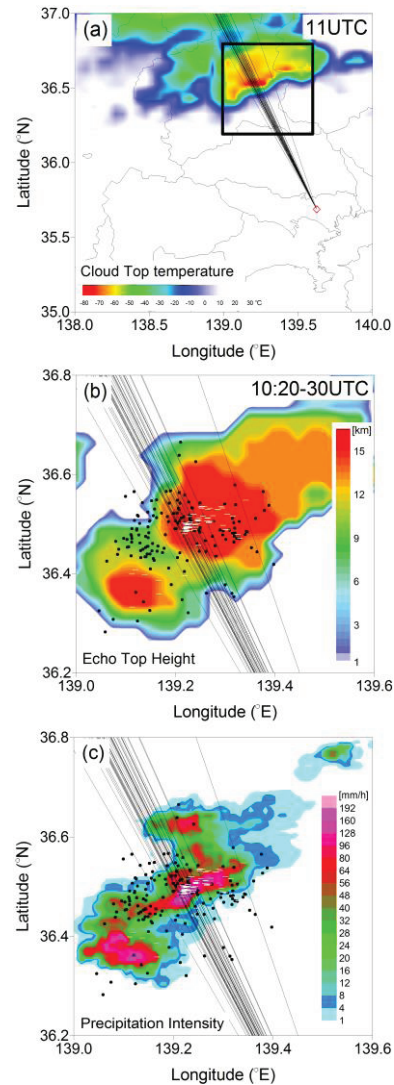 (a)
11UTC
37.0
36.5
36.0
35.5
35.0
Latitude (°N)
Cloud Top temperature
-80 -70 -60 -50 -40 -30 -20 -10 0 10 20 30 °C
138.0 138.5 139.0 139.5 140.0
Longitude (°E)
(b)
10:20-30UTC
36.8
36.6
36.4
36.2
Latitude (°N)
[km]
15
12
9
6
3
1
Echo Top Height
139.0 139.2 139.4 139.6
Longitude (°E)
(c)
36.8
36.6
36.4
36.2
Latitude (°N)
[mm/h]
192
160
128
96
80
64
56
48
40
32
28
24
20
16
12
8
4
1
Precipitation Intensity
139.0 139.2 139.4 139.6
Longitude (°E)